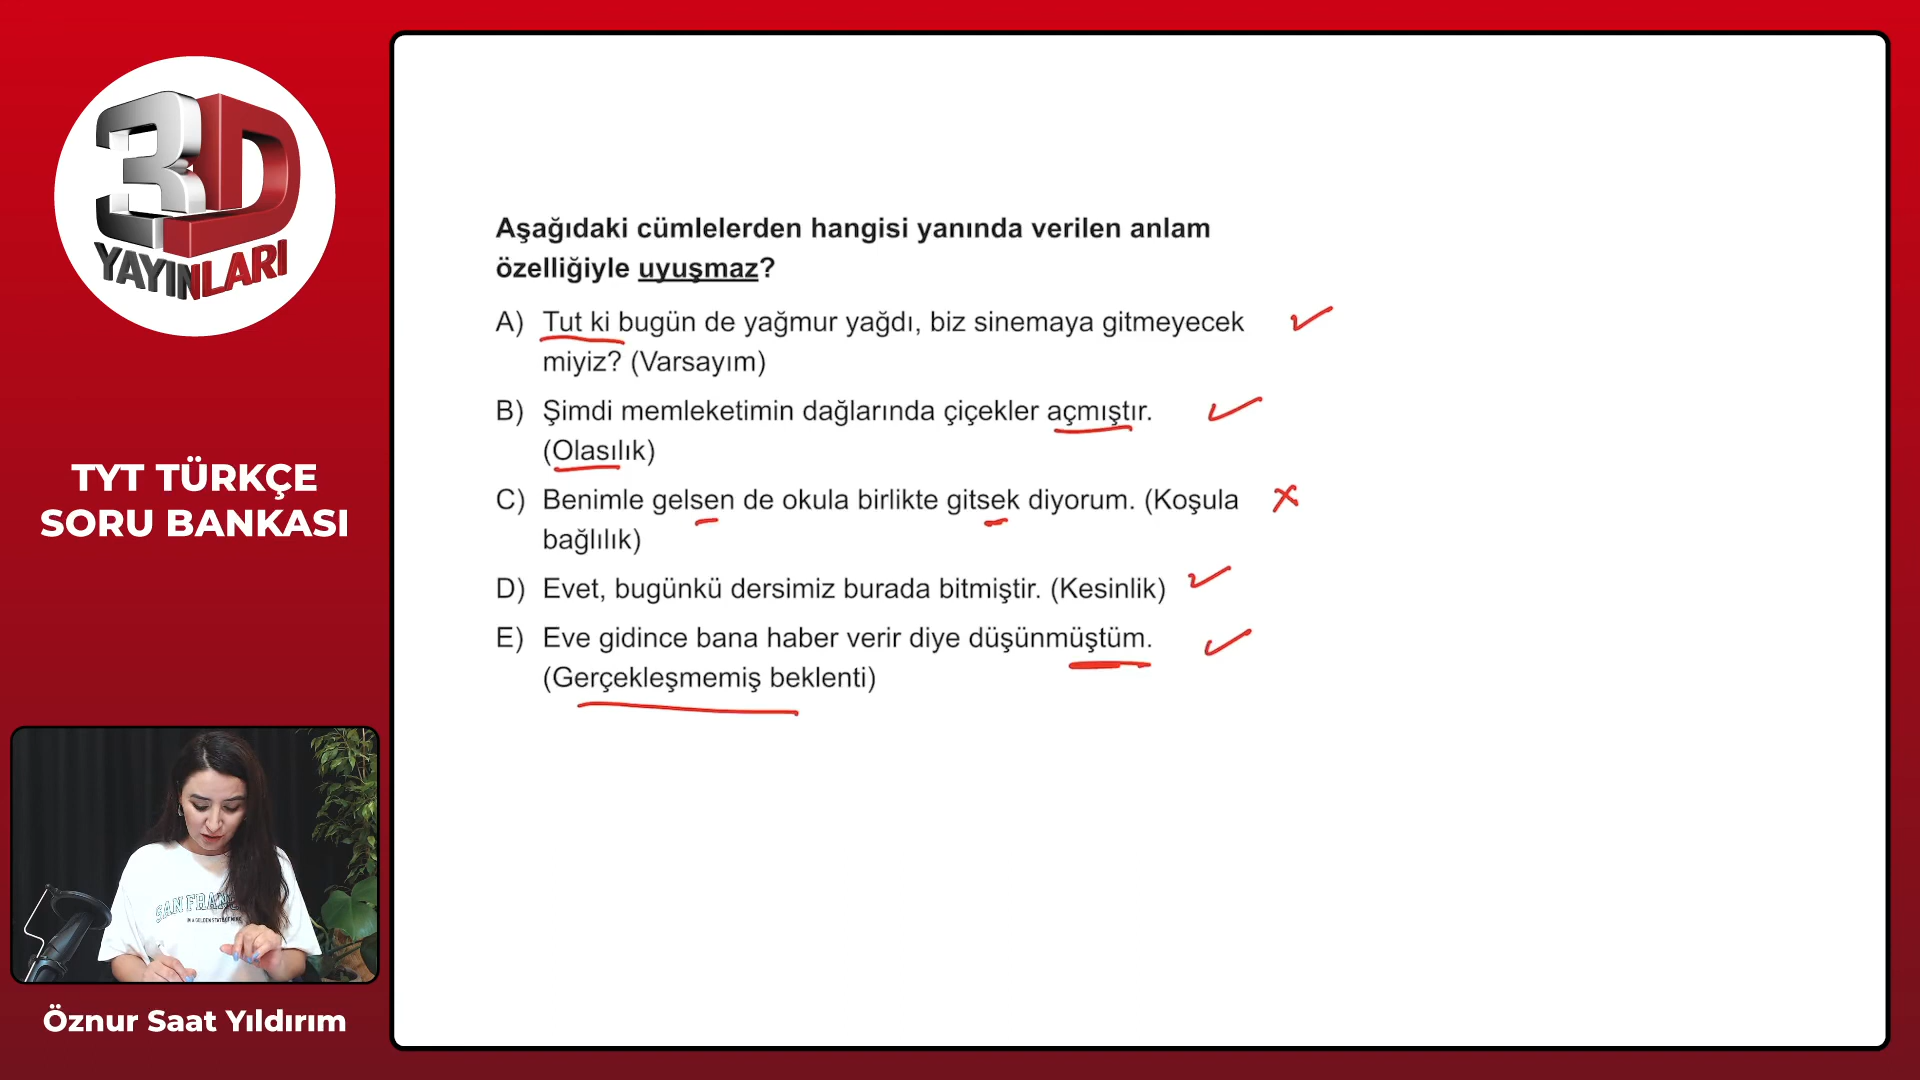 3D
YAYINLARI
TYT TÜRKÇE
SORU BANKASI
Aşağıdaki cümlelerden hangisi yanında verilen anlam
özelliğiyle uyuşmaz?
A) Tut ki bugün de yağmur yağdı, biz sinemaya gitmeyecek
miyiz? (Varsayım)
B) Şimdi memleketimin dağlarında çiçekler açmıştır.
(Olasılık)
C) Benimle gelsen de okula birlikte gitsek diyorum. (Koşula
bağlılık)
D) Evet, bugünkü dersimiz burada bitmiştir. (Kesinlik)
E) Eve gidince bana haber verir diye düşünmüştüm.
(Gerçekleşmemiş beklenti)
SAN FRAN
Öznur Saat Yıldırım